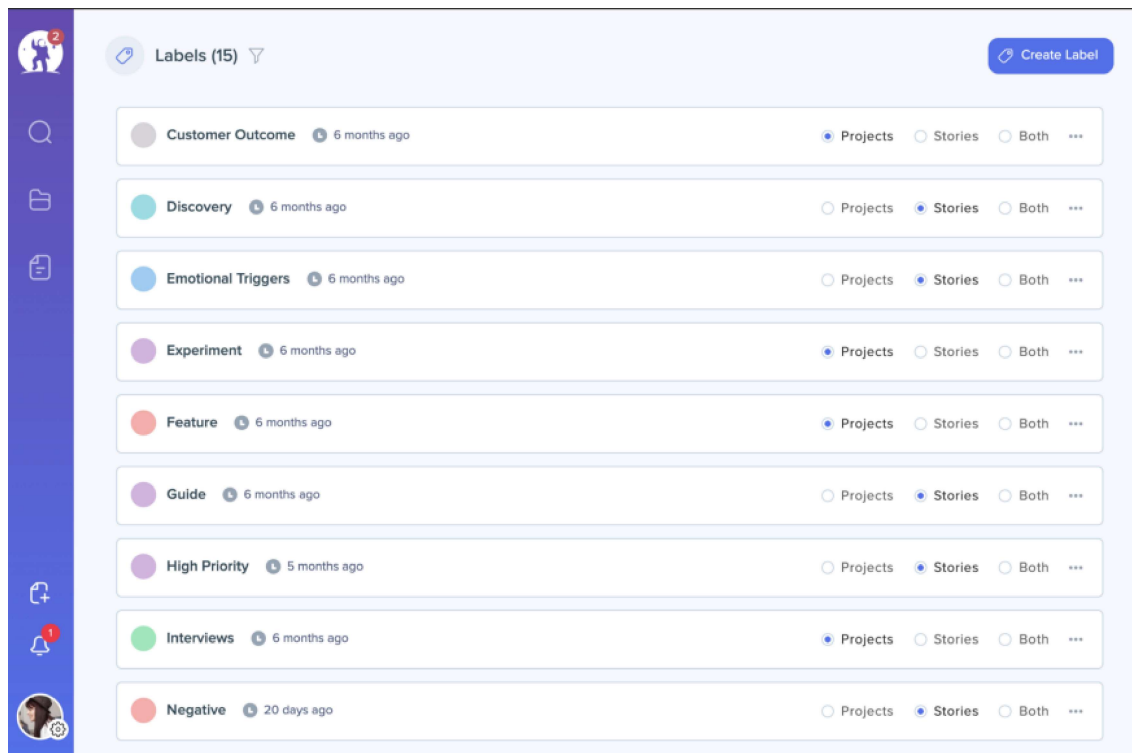 2
Labels (15)
Create Label
Customer Outcome 6 months ago Projects Stories Both
Discovery 6 months ago Projects Stories Both
Emotional Triggers 6 months ago Projects Stories Both
Experiment 6 months ago Projects Stories Both
Feature 6 months ago Projects Stories Both
Guide 6 months ago Projects Stories Both
High Priority 5 months ago Projects Stories Both
Interviews 6 months ago Projects Stories Both
1
Negative 20 days ago Projects Stories Both